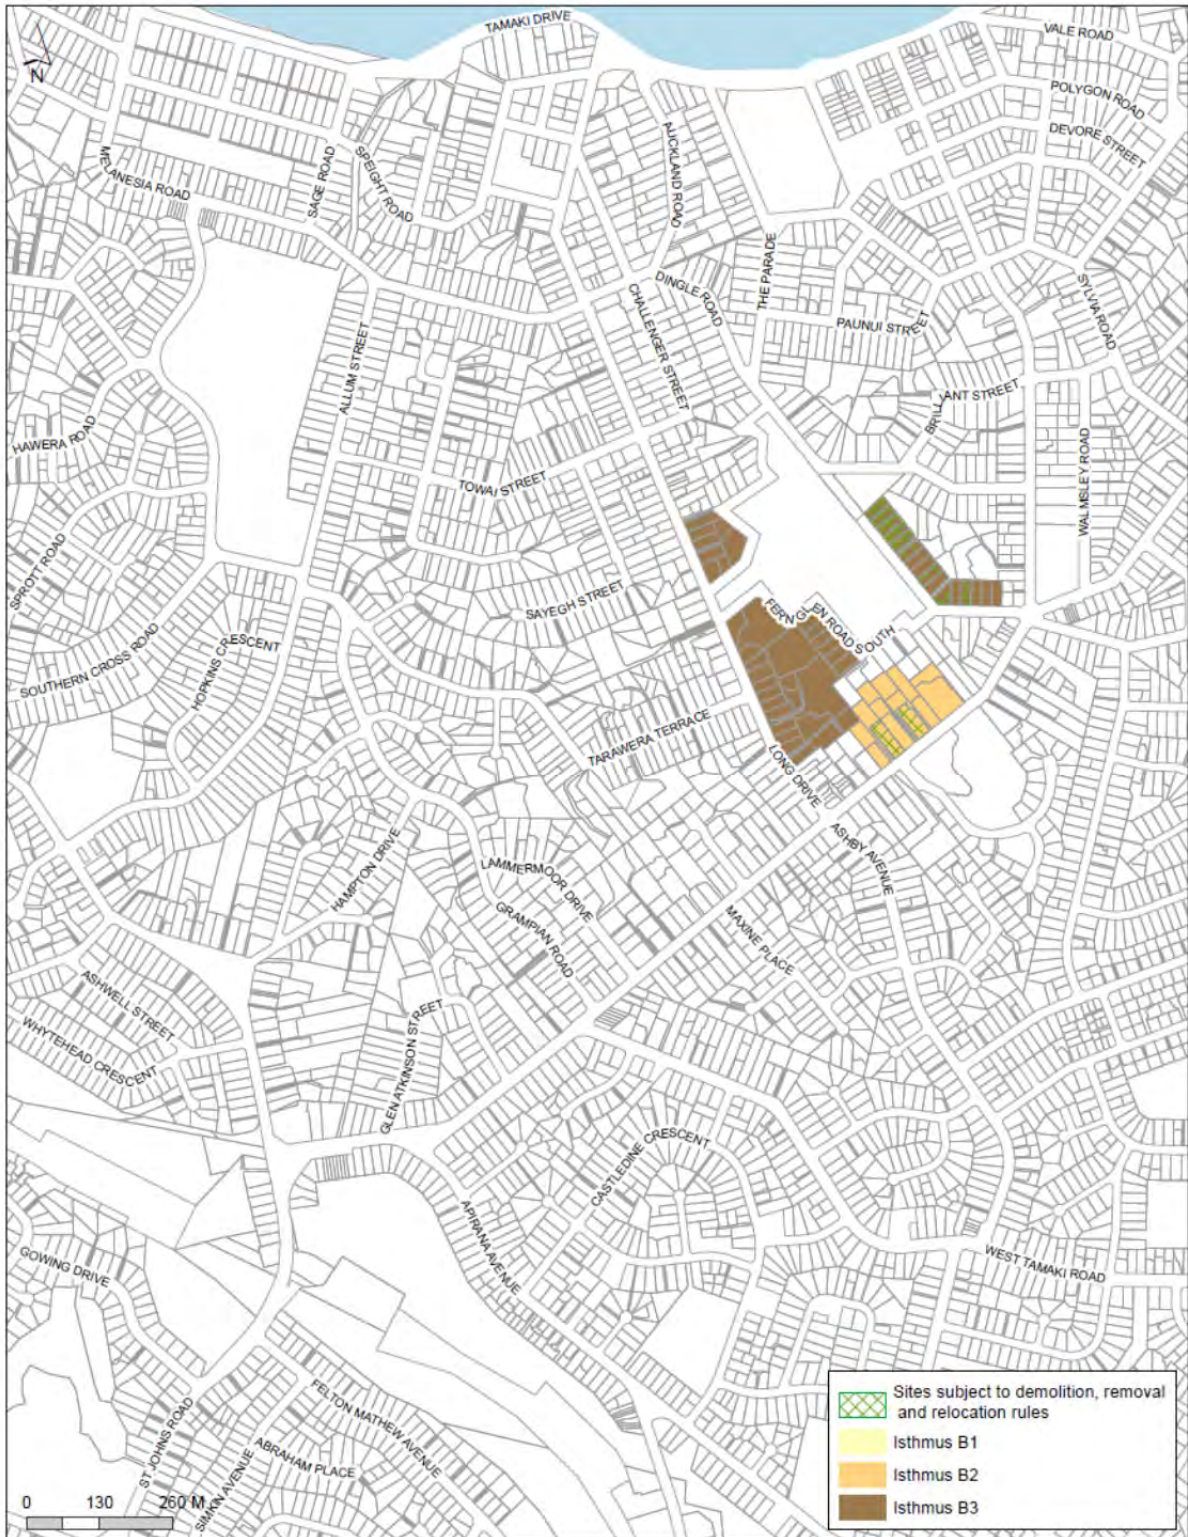 TAMAKI DRIVE
VALE ROAD
N
POLYGON ROAD
DEVORE STREET
AUCKLAND ROAD
MELANESIA ROAD
SAGE ROAD
SPEIGHT ROAD
THE PARADE
DINGLE ROAD
SYLVIA ROAD
CHALLENGER STREET
PAUNUI STREET
ALLUM STREET
BRILLIANT STREET
HAWERA ROAD
WALMSLEY ROAD
TOWAI STREET
SPROTT ROAD
SAYEGH STREET
FERN GLEN ROAD SOUTH
SOUTHERN CROSS ROAD
HOPKINS CRESCENT
TARAWERA TERRACE
LONG DRIVE
ASHBY AVENUE
HAMPTON DRIVE
LAMMERMOOR DRIVE
GRAMPIAN ROAD
MAXINE PLACE
ASHWELL STREET
WHYTEHEAD CRESCENT
GLEN ATKINSON STREET
CASTLEDINE CRESCENT
APIRANA AVENUE
GOWING DRIVE
WEST TAMAKI ROAD
FELTON MATHEW AVENUE
ST JOHNS ROAD
ABRAHAM PLACE
SIMKIN AVENUE
0 130 260 M
Sites subject to demolition, removal
and relocation rules
Isthmus B1
Isthmus B2
Isthmus B3